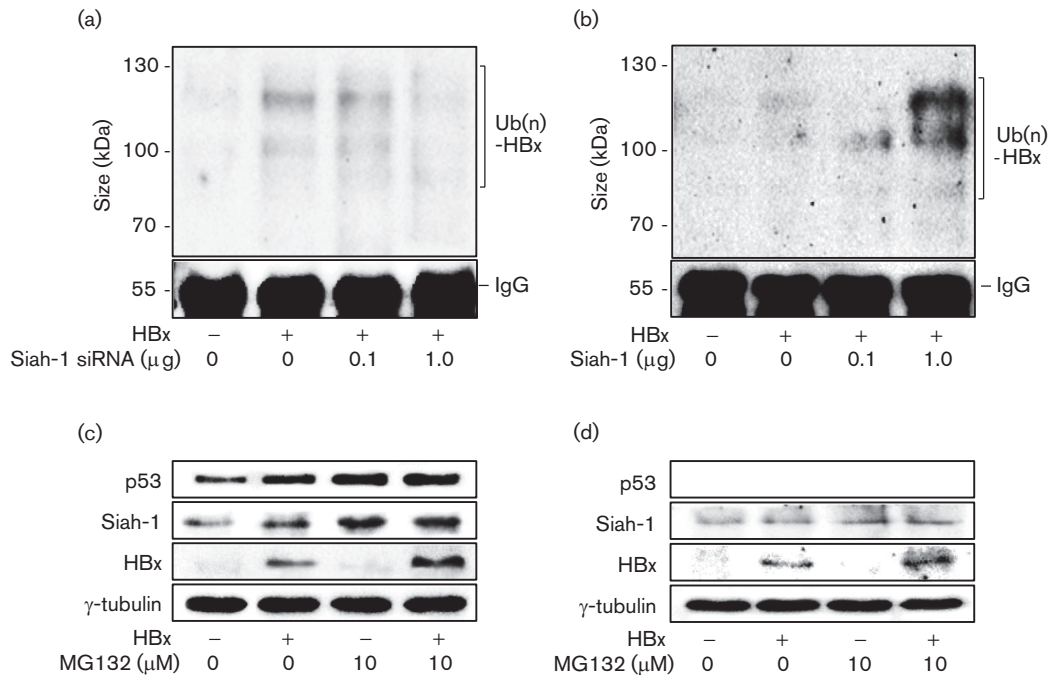 (a)
130 -
100 -
70 -
55 -
Size (kDa)
Ub(n)
-HBx
– IgG
HBx – + + +
Siah-1 siRNA (μg) 0 0 0.1 1.0
(b)
130 -
100 -
70 -
55 -
Size (kDa)
Ub(n)
-HBx
– IgG
HBx – + + +
Siah-1 (μg) 0 0 0.1 1.0
(c)
p53
Siah-1
HBx
γ-tubulin
HBx – + – +
MG132 (μM) 0 0 10 10
(d)
p53
Siah-1
HBx
γ-tubulin
HBx – + – +
MG132 (μM) 0 0 10 10